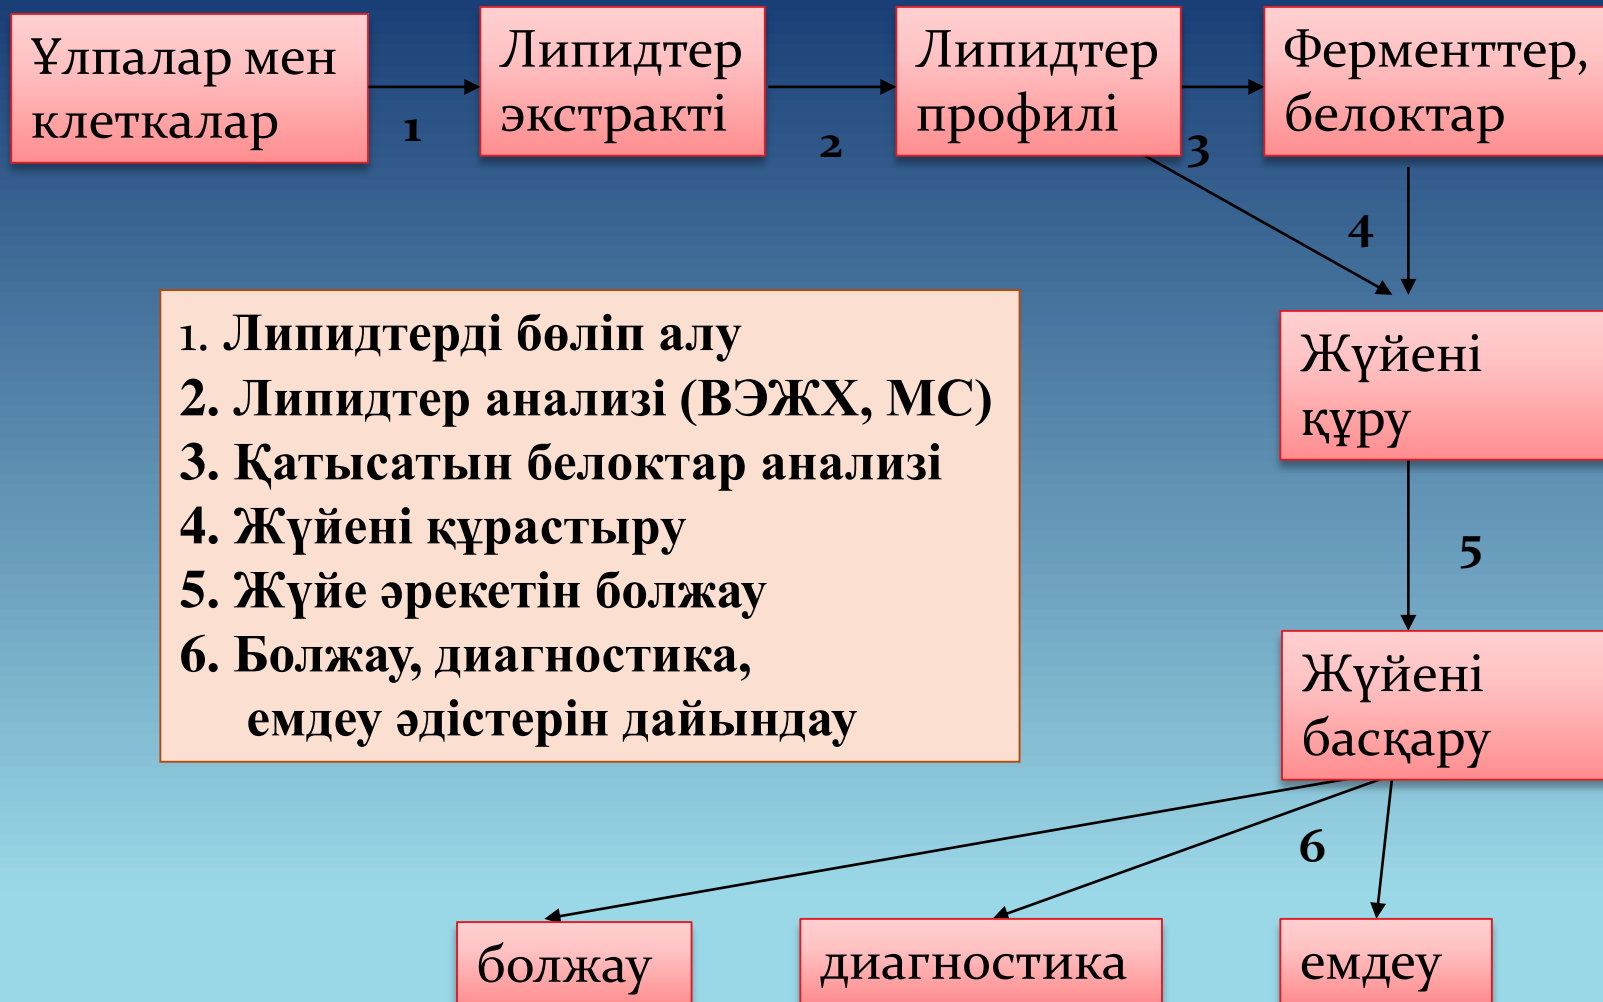 Ұлпалар мен
клеткалар
Липидтер
экстракті
Липидтер
профилі
Ферменттер,
белоктар
1
2
3
4
1. Липидтерді бөліп алу
2. Липидтер анализі (ВЭЖХ, МС)
3. Қатысатын белоктар анализі
4. Жүйені құрастыру
5. Жүйе әрекетін болжау
6. Болжау, диагностика,
емдеу әдістерін дайындау
Жүйені
құру
5
Жүйені
басқару
6
болжау
диагностика
емдеу